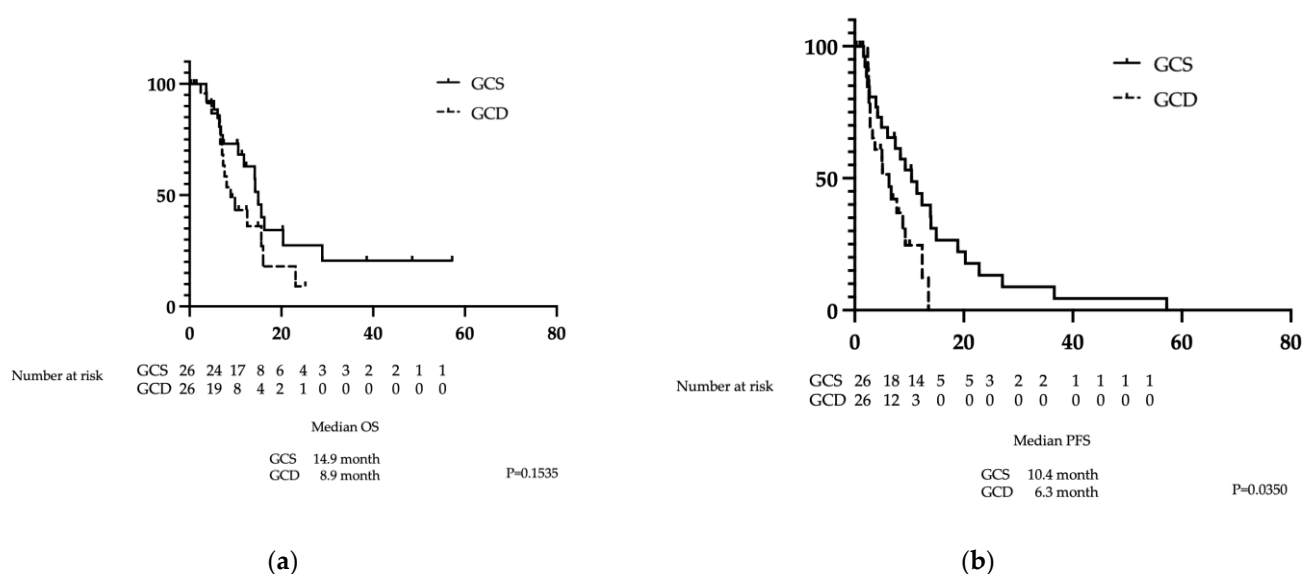 100
50
0
0 20 40 60 80
GCS
GCD
Number at risk
GCS 26 24 17 8 6 4 3 3 2 2 1 1
GCD 26 19 8 4 2 1 0 0 0 0 0 0
Median OS
GCS 14.9 month
GCD 8.9 month
P=0.1535
(a)
100
50
0
0 20 40 60 80
GCS
GCD
Number at risk
GCS 26 18 14 5 5 3 2 2 1 1 1 1
GCD 26 12 3 0 0 0 0 0 0 0 0 0
Median PFS
GCS 10.4 month
GCD 6.3 month
P=0.0350
(b)